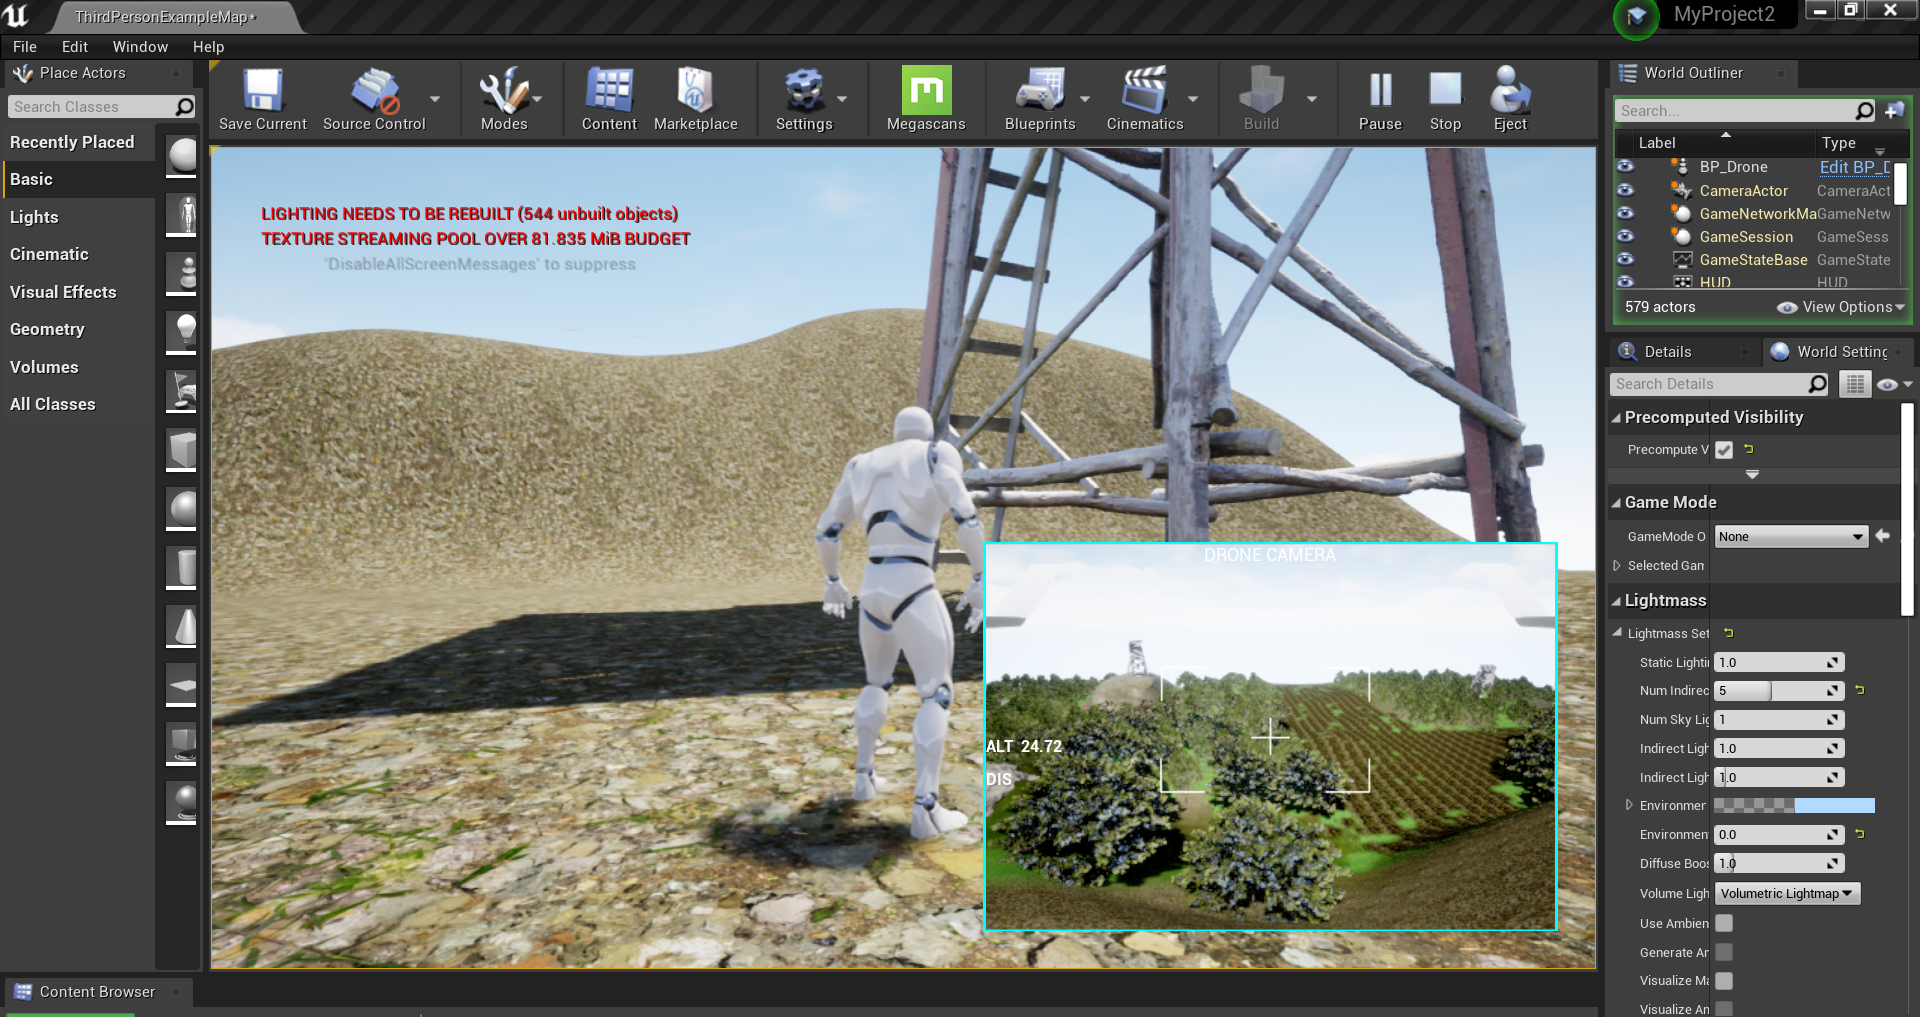 ThirdPersonExampleMap*
MyProject2
File Edit Window Help
Place Actors
Search Classes
Recently Placed
Basic
Lights
Cinematic
Visual Effects
Geometry
Volumes
All Classes
Save Current
Source Control
Modes
Content
Marketplace
Settings
Megascans
Blueprints
Cinematics
Build
Pause
Stop
Eject
LIGHTING NEEDS TO BE REBUILT (544 unbuilt objects)
TEXTURE STREAMING POOL OVER 81.835 MiB BUDGET
'DisableAllScreenMessages' to suppress
DRONE CAMERA
ALT 24.72
DIS
World Outliner
Search...
Label Type
BP_Drone Edit BP_D
CameraActor CameraAct
GameNetworkMa GameNetw
GameSession GameSess
GameStateBase GameState
HUD HUD
579 actors View Options
Details World Setting
Search Details
Precomputed Visibility
Precompute V
Game Mode
GameMode O None
Selected Gam
Lightmass
Lightmass Set
Static Lighti 1.0
Num Indirec 5
Num Sky Lig 1
Indirect Ligh 1.0
Indirect Ligh 1.0
Environmer
Environmen 0.0
Diffuse Boos 1.0
Volume Ligh Volumetric Lightmap
Use Ambien
Generate Am
Visualize Ma
Visualize Am
Content Browser